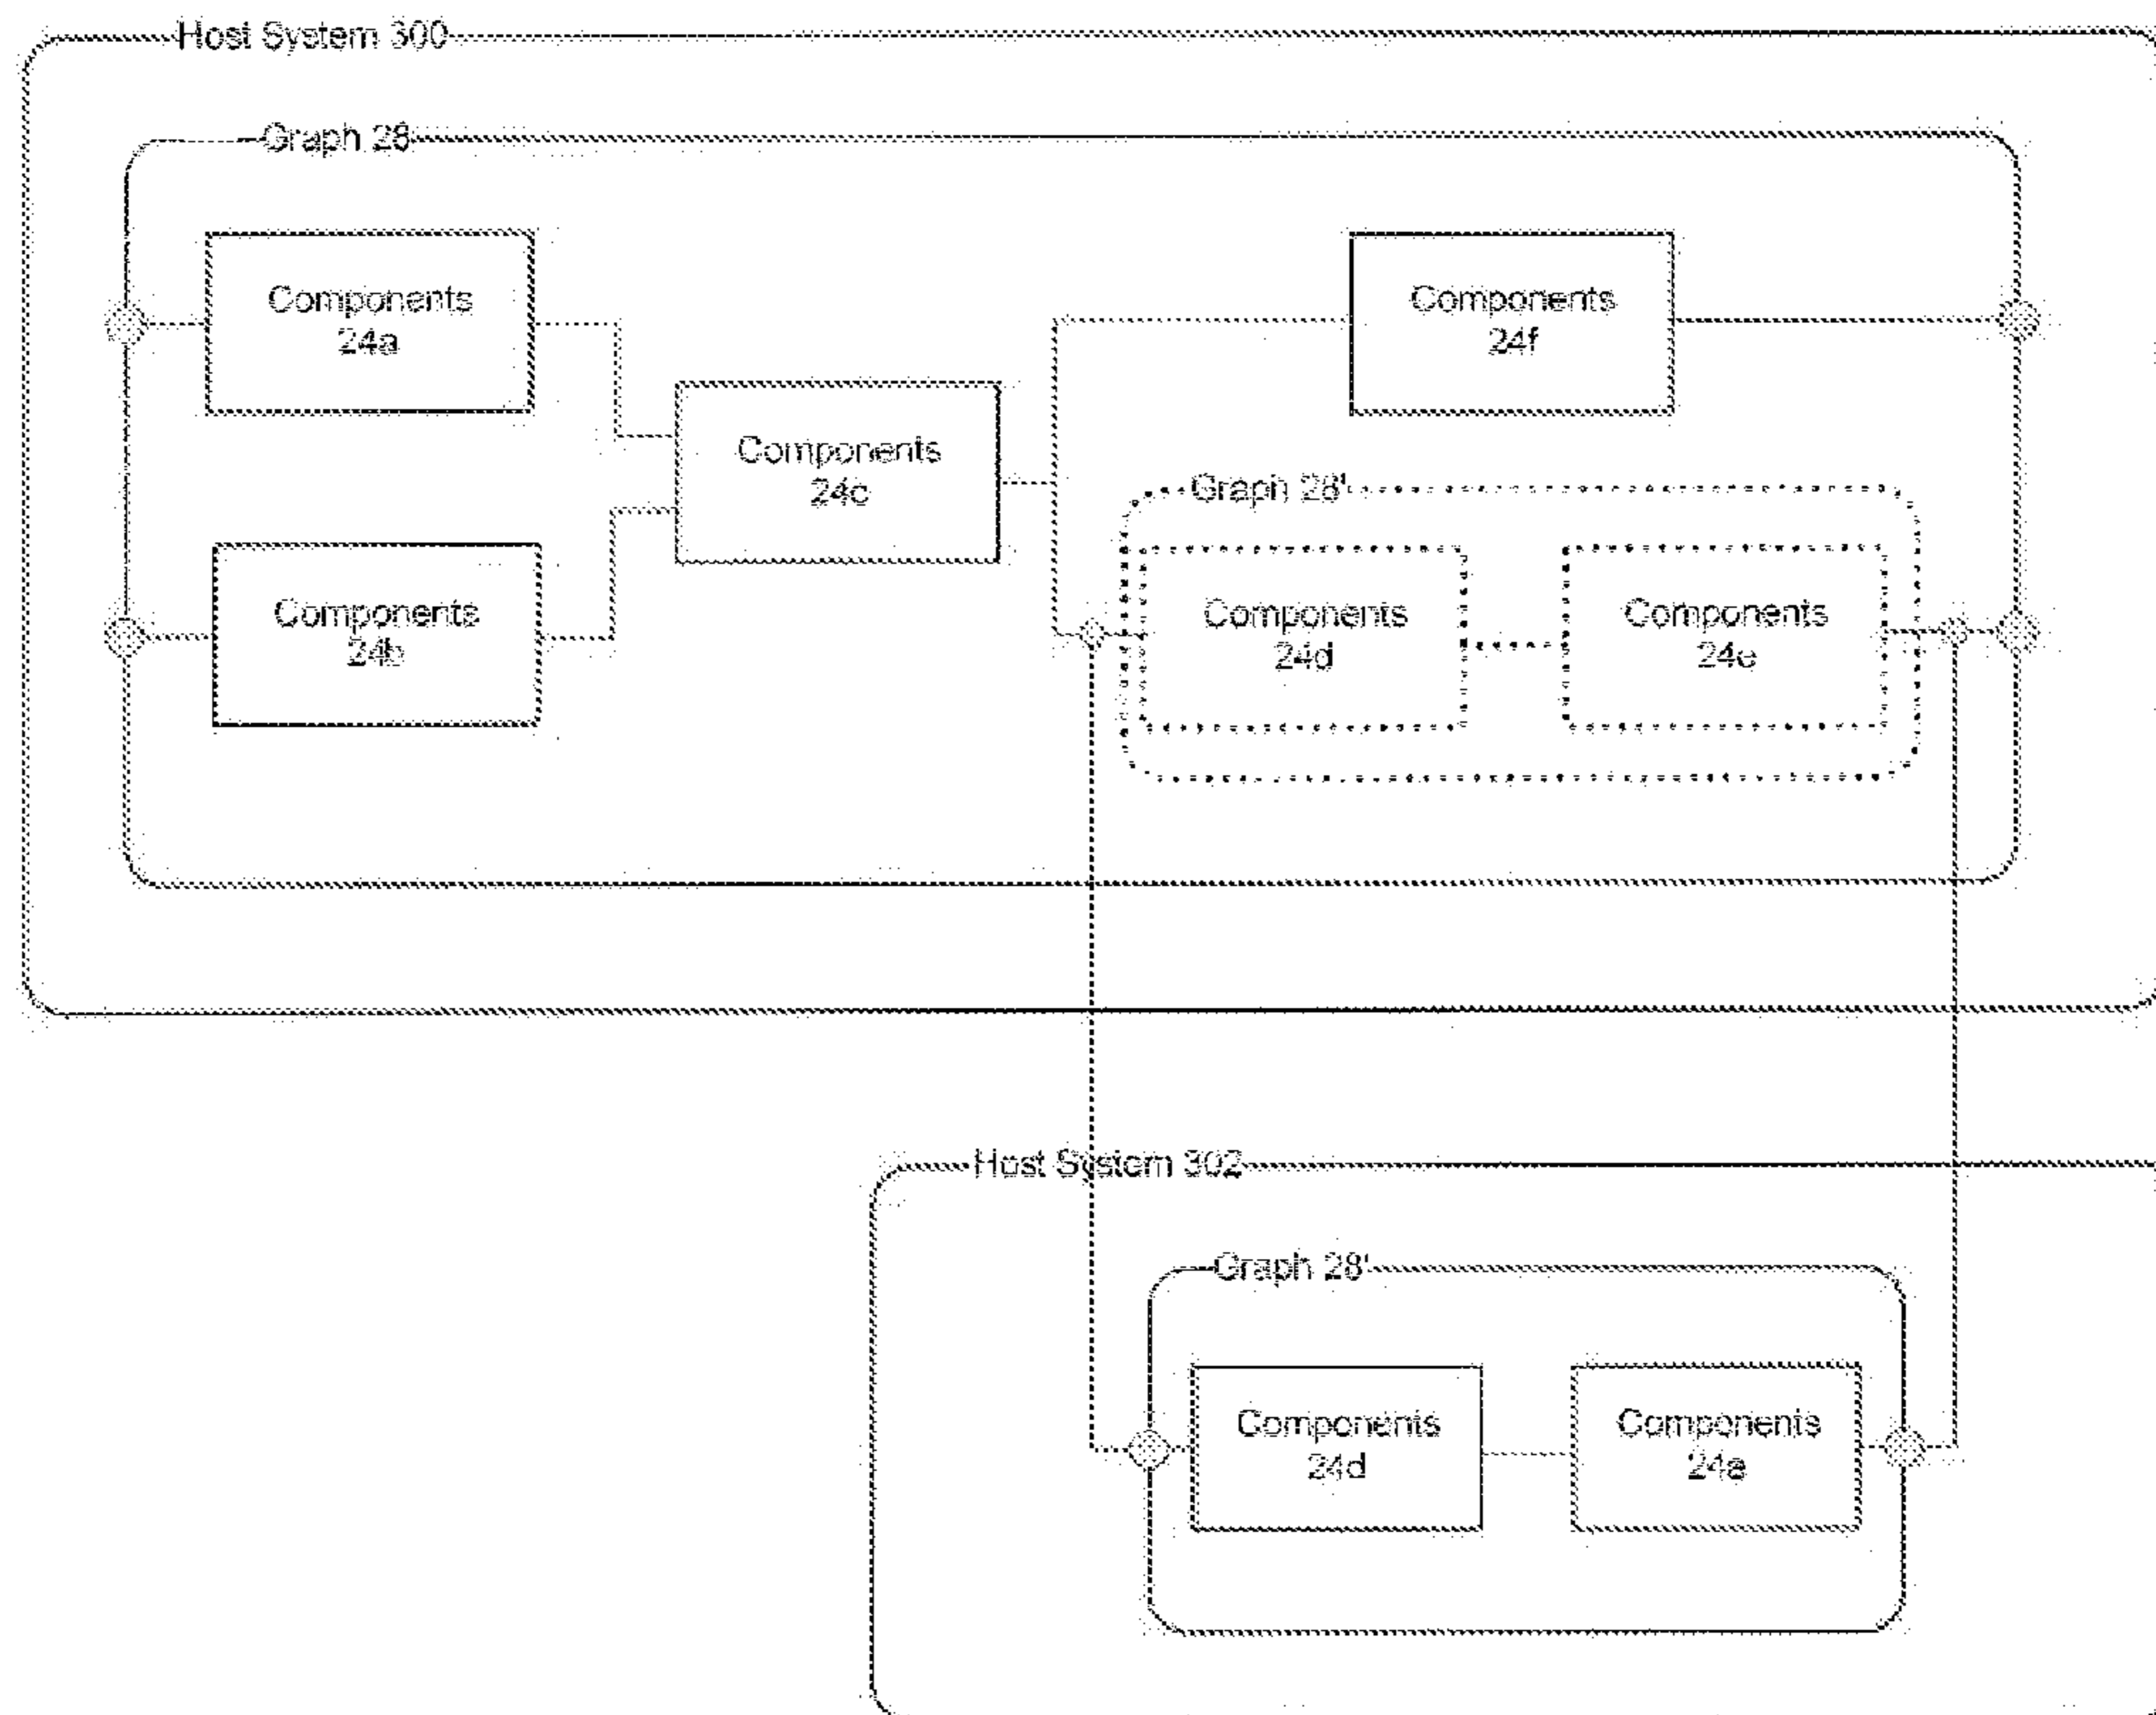 Host System 300
Graph 28
Components
24a
Components
24f
Components
24c
Graph 28'
Components
24b
Components
24d
Components
24e
Host System 302
Graph 28'
Components
24d
Components
24e